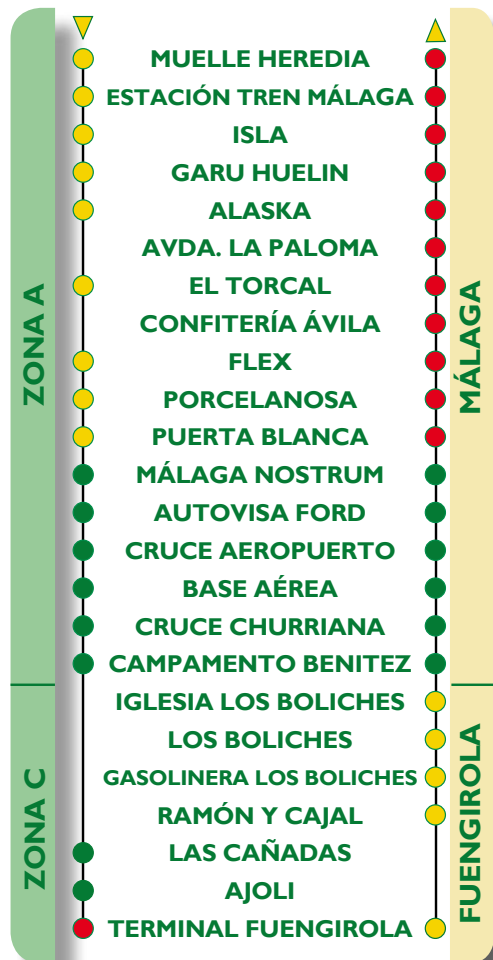 MUELLE HEREDIA
ESTACIÓN TREN MÁLAGA
ISLA
GARU HUELIN
ALASKA
AVDA. LA PALOMA
EL TORCAL
CONFITERÍA ÁVILA
FLEX
PORCELANOSA
PUERTA BLANCA
MÁLAGA NOSTRUM
AUTOVISA FORD
CRUCE AEROPUERTO
BASE AÉREA
CRUCE CHURRIANA
CAMPAMENTO BENITEZ
IGLESIA LOS BOLICHES
LOS BOLICHES
GASOLINERA LOS BOLICHES
RAMÓN Y CAJAL
LAS CAÑADAS
AJOLI
TERMINAL FUENGIROLA
ZONA A
ZONA C
MÁLAGA
FUENGIROLA